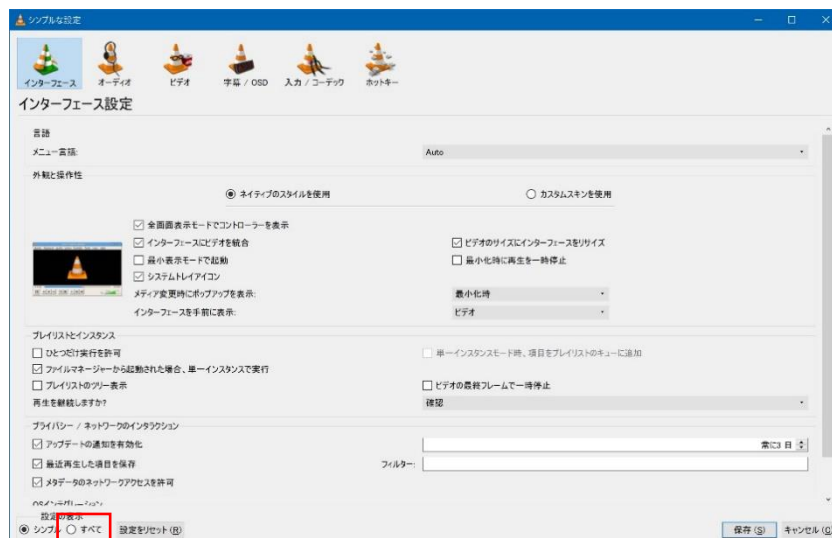 シンプルな設定
インターフェース オーディオ ビデオ 字幕 / OSD 入力 / コーデック ホットキー
インターフェース設定
言語
メニュー言語: Auto
外観と操作性
ネイティブのスタイルを使用 カスタムスキンを使用
全画面表示モードでコントローラーを表示
インターフェースにビデオを統合 ビデオのサイズにインターフェースをリサイズ
最小表示モードで起動 最小化時に再生を一時停止
システムトレイアイコン
メディア変更時にポップアップを表示: 最小化時
インターフェースを手前に表示: ビデオ
プレイリストとインスタンス
ひとつだけ実行を許可 単一インスタンスモード時、項目をプレイリストのキューに追加
ファイルマネージャーから起動された場合、単一インスタンスで実行
プレイリストのツリー表示 ビデオの最終フレームで一時停止
再生を継続しますか? 確認
プライバシー / ネットワークのインタラクション
アップデートの通知を有効化 常に3 日
最近再生した項目を保存 フィルター:
メタデータのネットワークアクセスを許可
OSインテグレーション
設定の表示
シンプル すべて 設定をリセット (R) 保存 (S) キャンセル (C)